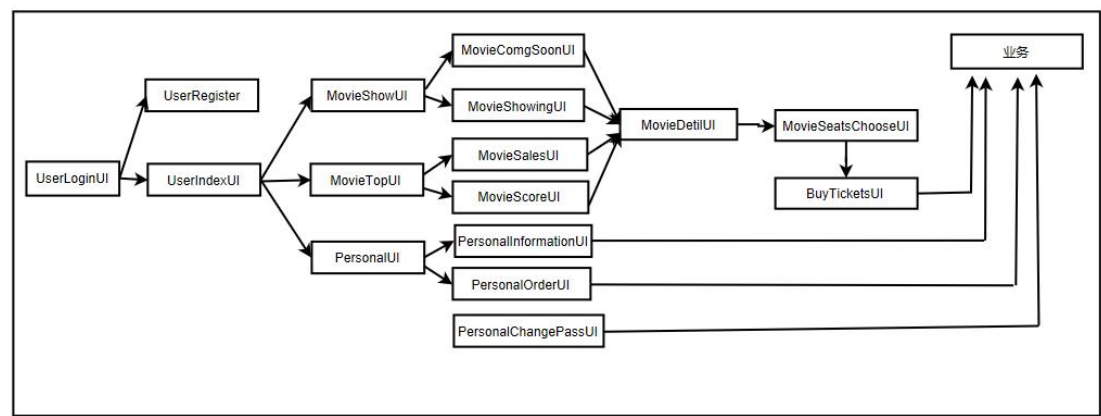 UserLoginUI
UserRegister
UserIndexUI
MovieShowUI
MovieTopUI
PersonalUI
MovieComgSoonUI
MovieShowingUI
MovieSalesUI
MovieScoreUI
PersonalInformationUI
PersonalOrderUI
PersonalChangePassUI
MovieDetilUI
MovieSeatsChooseUI
BuyTicketsUI
业务